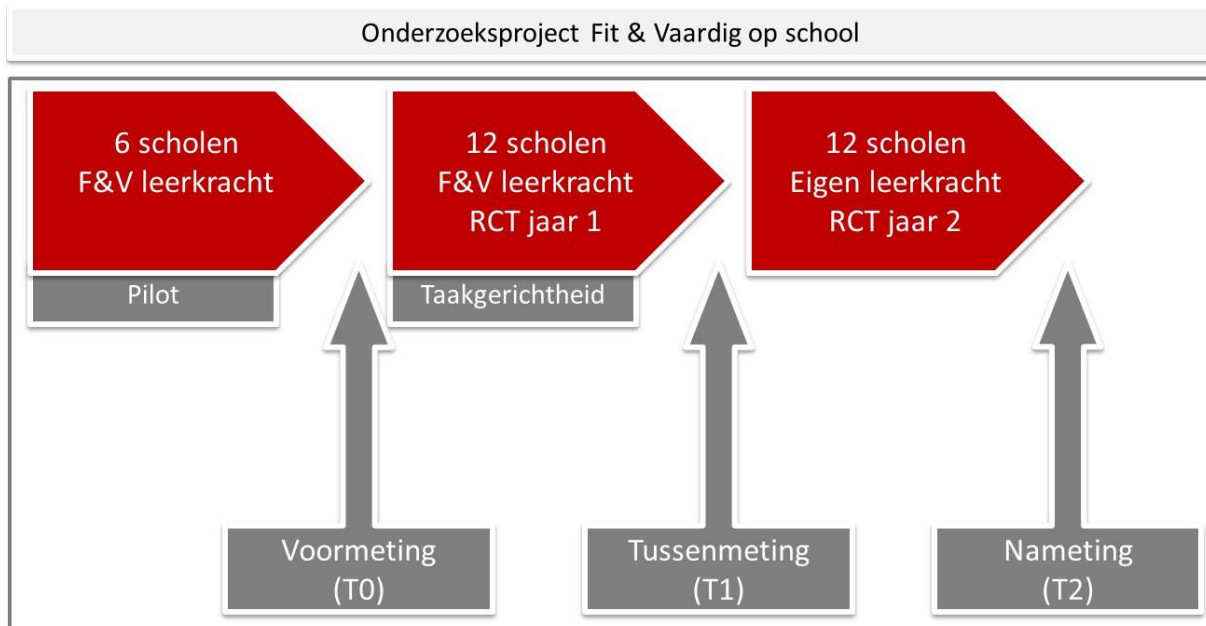 Onderzoeksproject Fit & Vaardig op school
6 scholen
F&V leerkracht
Pilot
12 scholen
F&V leerkracht
RCT jaar 1
Taakgerichtheid
12 scholen
Eigen leerkracht
RCT jaar 2
Voormeting
(T0)
Tussenmeting
(T1)
Nameting
(T2)